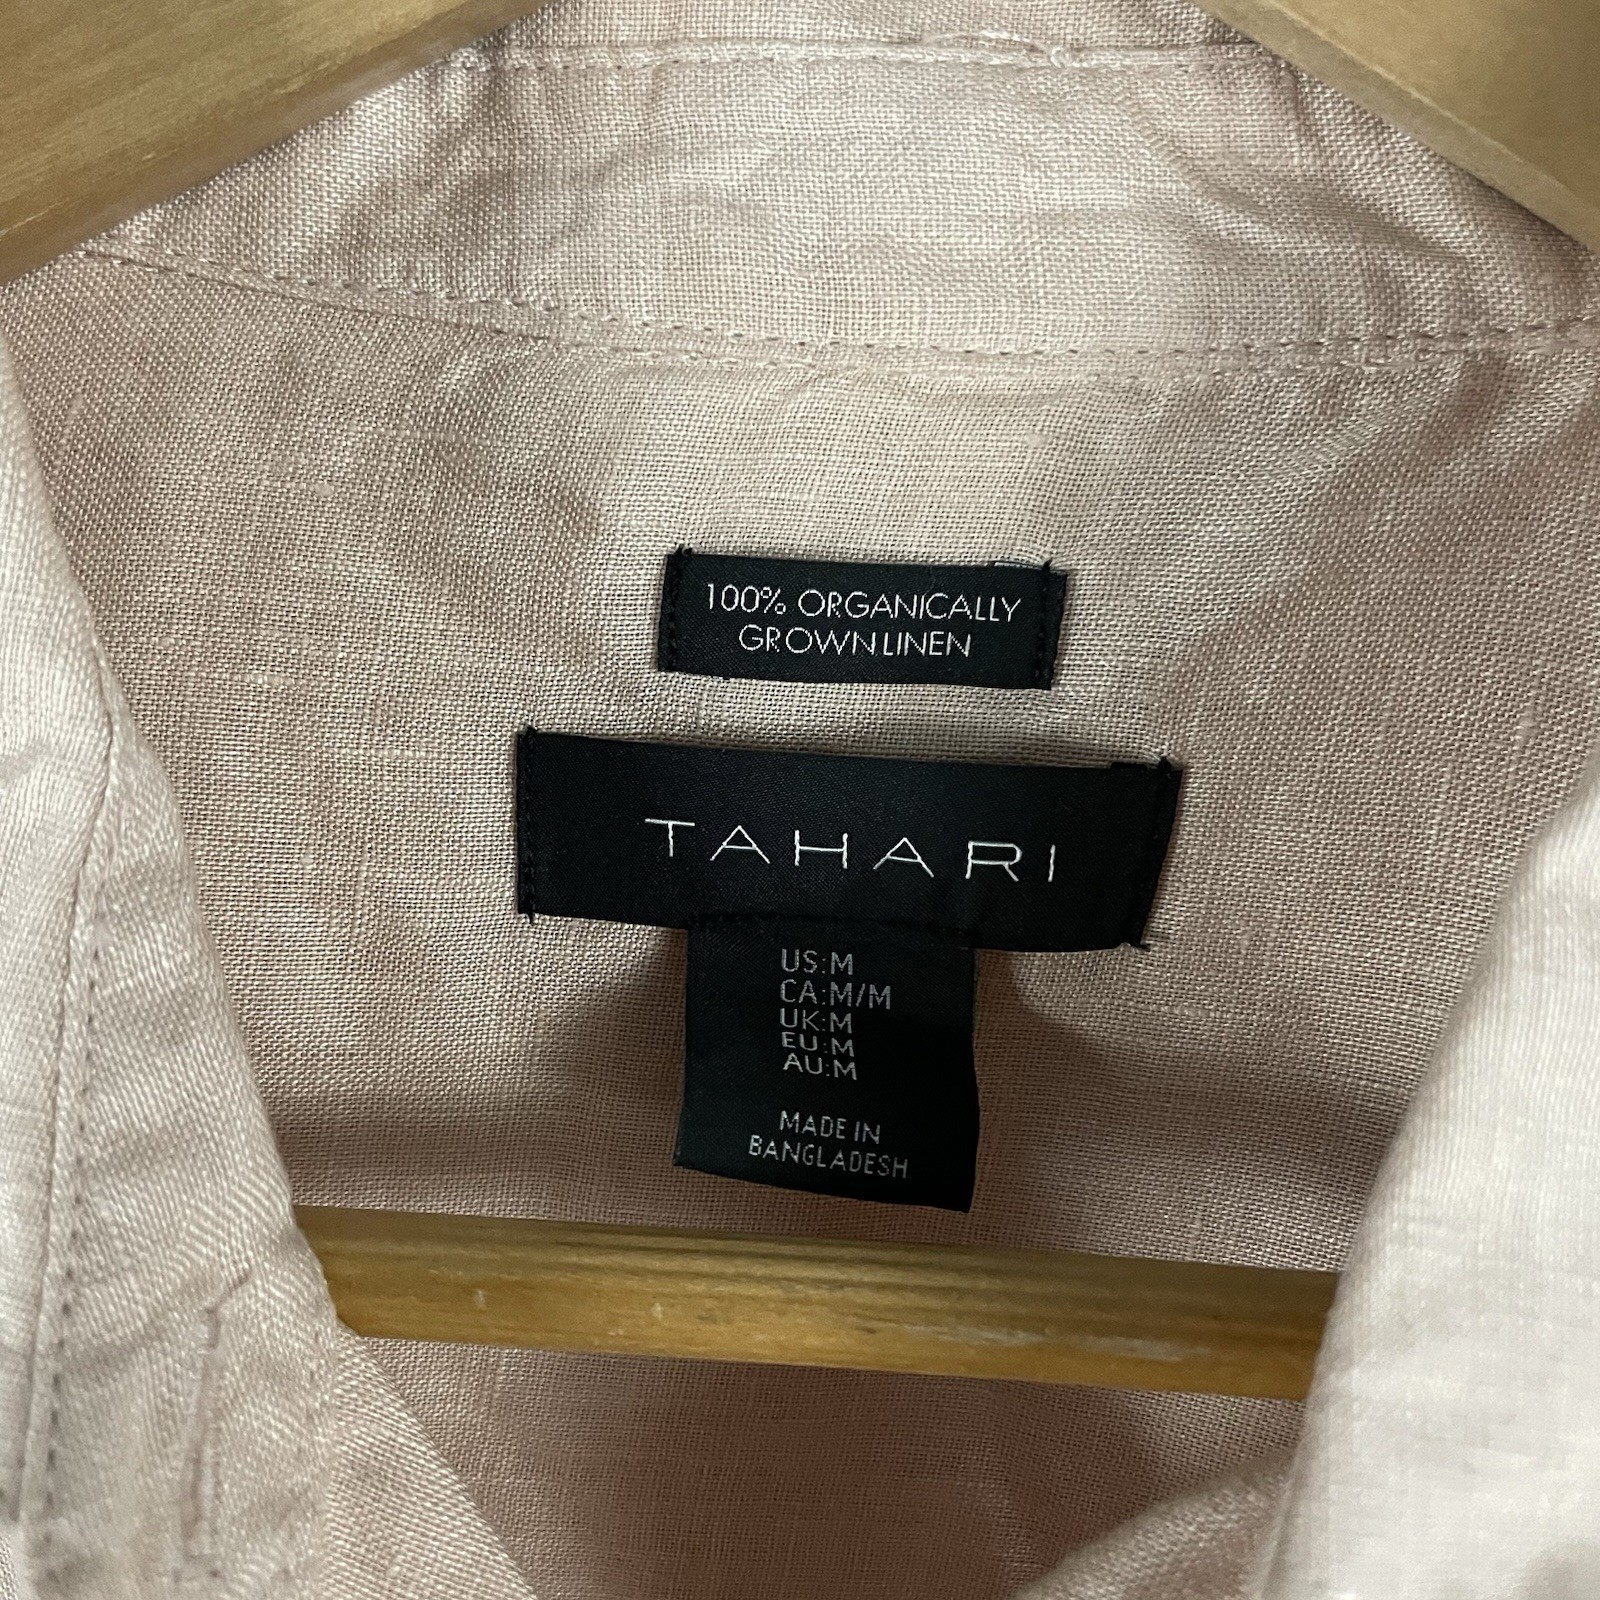 100% ORGANICALLY
GROWN LINEN
TAHARI
US:M
CA:M/M
UK:M
EU:M
AU:M
MADE IN
BANGLADESH